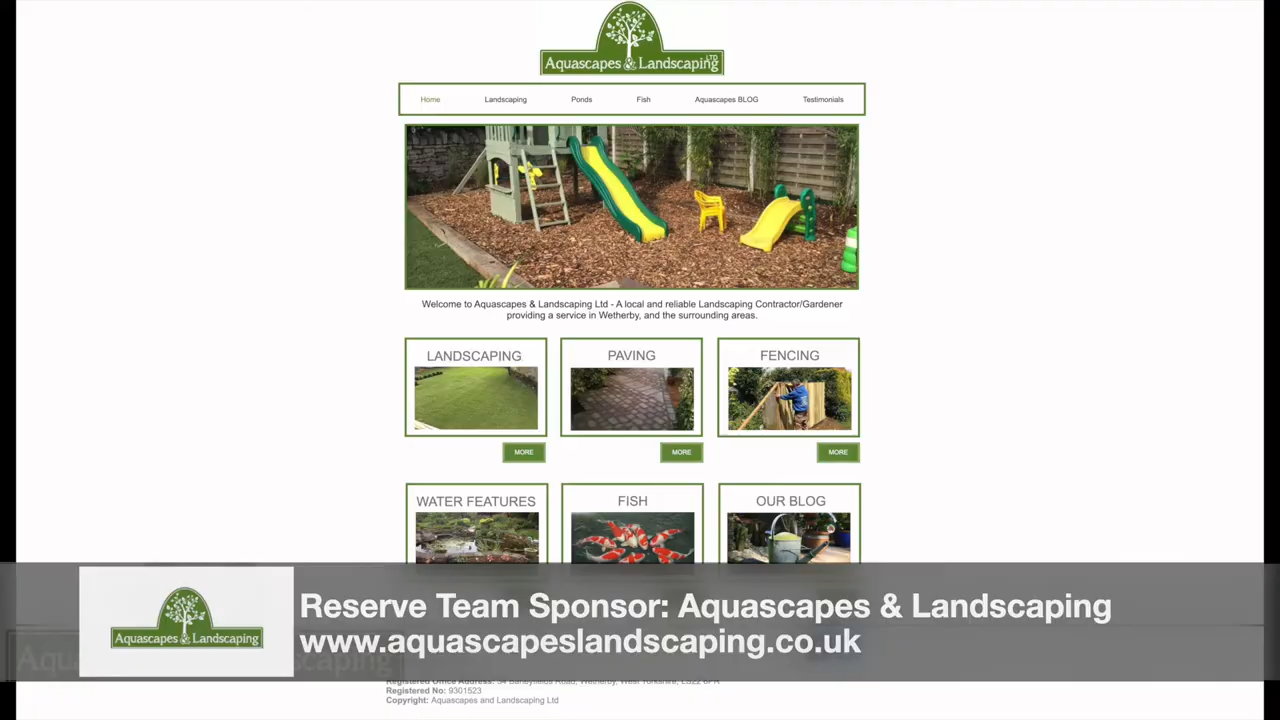 Aquascapes & Landscaping LTD
Home Landscaping Ponds Fish Aquascapes BLOG Testimonials
Welcome to Aquascapes & Landscaping Ltd - A local and reliable Landscaping Contractor/Gardener
providing a service in Wetherby, and the surrounding areas.
LANDSCAPING PAVING FENCING
MORE MORE MORE
WATER FEATURES FISH OUR BLOG
Aquascapes & Landscaping
Reserve Team Sponsor: Aquascapes & Landscaping
www.aquascapeslandscaping.co.uk
Registered Office Address: Wetherby, West Yorkshire,
Registered No: 9301523
Copyright: Aquascapes and Landscaping Ltd